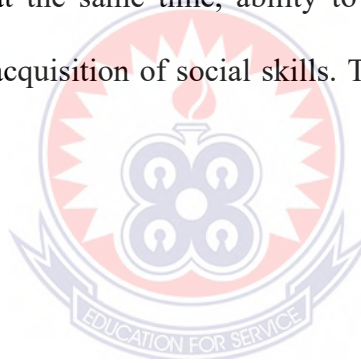 at the same time, ability to
acquisition of social skills. T
EDUCATION FOR SERVICE